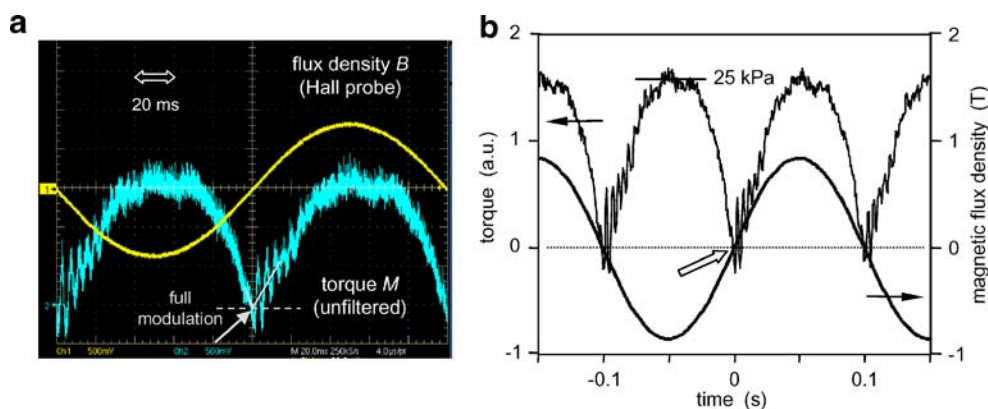 a
flux density B
(Hall probe)
20 ms
1
torque M
(unfiltered)
full
modulation
2
Ch1 500mV Ch2 500mV M 20.0ms 250kS/s 4.0µs/pt
b
2
1
0
-1
torque (a.u.)
25 kPa
2
1
0
-1
magnetic flux density (T)
-0.1
0
0.1
time (s)